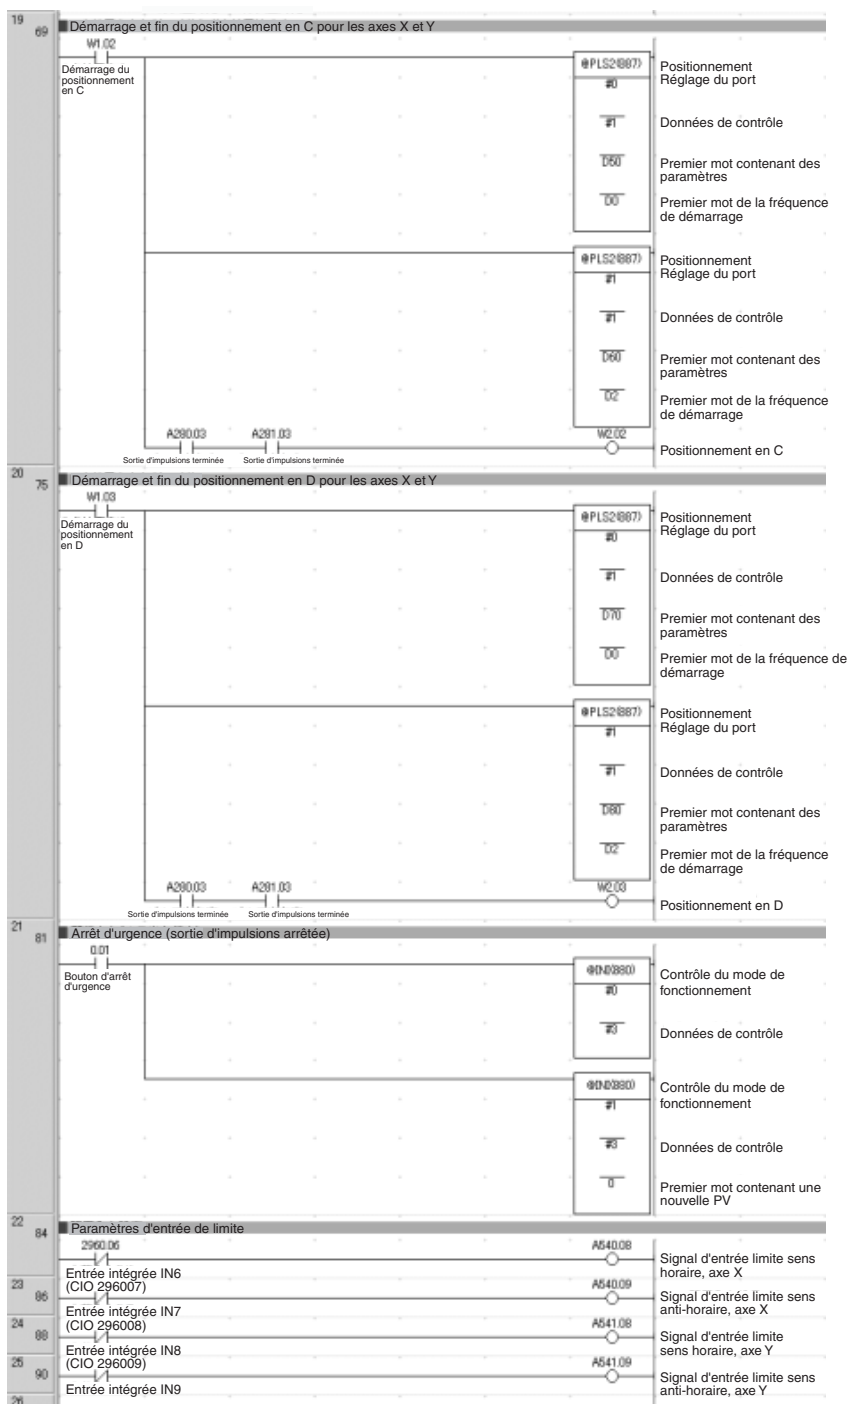 19
69
Démarrage et fin du positionnement en C pour les axes X et Y
W1.02
Démarrage du
positionnement
en C
@PLS2(887)
#0
#1
D50
D0
Positionnement
Réglage du port
Données de contrôle
Premier mot contenant des
paramètres
Premier mot de la fréquence
de démarrage
@PLS2(887)
#1
#1
D60
D2
Positionnement
Réglage du port
Données de contrôle
Premier mot contenant des
paramètres
Premier mot de la fréquence
de démarrage
A280.03
A281.03
W2.02
Sortie d'impulsions terminée
Sortie d'impulsions terminée
Positionnement en C
20
75
Démarrage et fin du positionnement en D pour les axes X et Y
W1.03
Démarrage du
positionnement
en D
@PLS2(887)
#0
#1
D70
D0
Positionnement
Réglage du port
Données de contrôle
Premier mot contenant des
paramètres
Premier mot de la fréquence de
démarrage
@PLS2(887)
#1
#1
D80
D2
Positionnement
Réglage du port
Données de contrôle
Premier mot contenant des
paramètres
Premier mot de la fréquence
de démarrage
A280.03
A281.03
W2.03
Sortie d'impulsions terminée
Sortie d'impulsions terminée
Positionnement en D
21
81
Arrêt d'urgence (sortie d'impulsions arrêtée)
0.01
Bouton d'arrêt
d'urgence
@INI(880)
#0
#3
Contrôle du mode de
fonctionnement
Données de contrôle
@INI(880)
#1
#3
0
Contrôle du mode de
fonctionnement
Données de contrôle
Premier mot contenant une
nouvelle PV
22
84
Paramètres d'entrée de limite
2960.06
A540.08
Entrée intégrée IN6
Signal d'entrée limite sens
horaire, axe X
23
86
(CIO 296007)
A540.09
Entrée intégrée IN7
Signal d'entrée limite sens
anti-horaire, axe X
24
88
(CIO 296008)
A541.08
Entrée intégrée IN8
Signal d'entrée limite
sens horaire, axe Y
25
90
(CIO 296009)
A541.09
Entrée intégrée IN9
Signal d'entrée limite sens
anti-horaire, axe Y
26